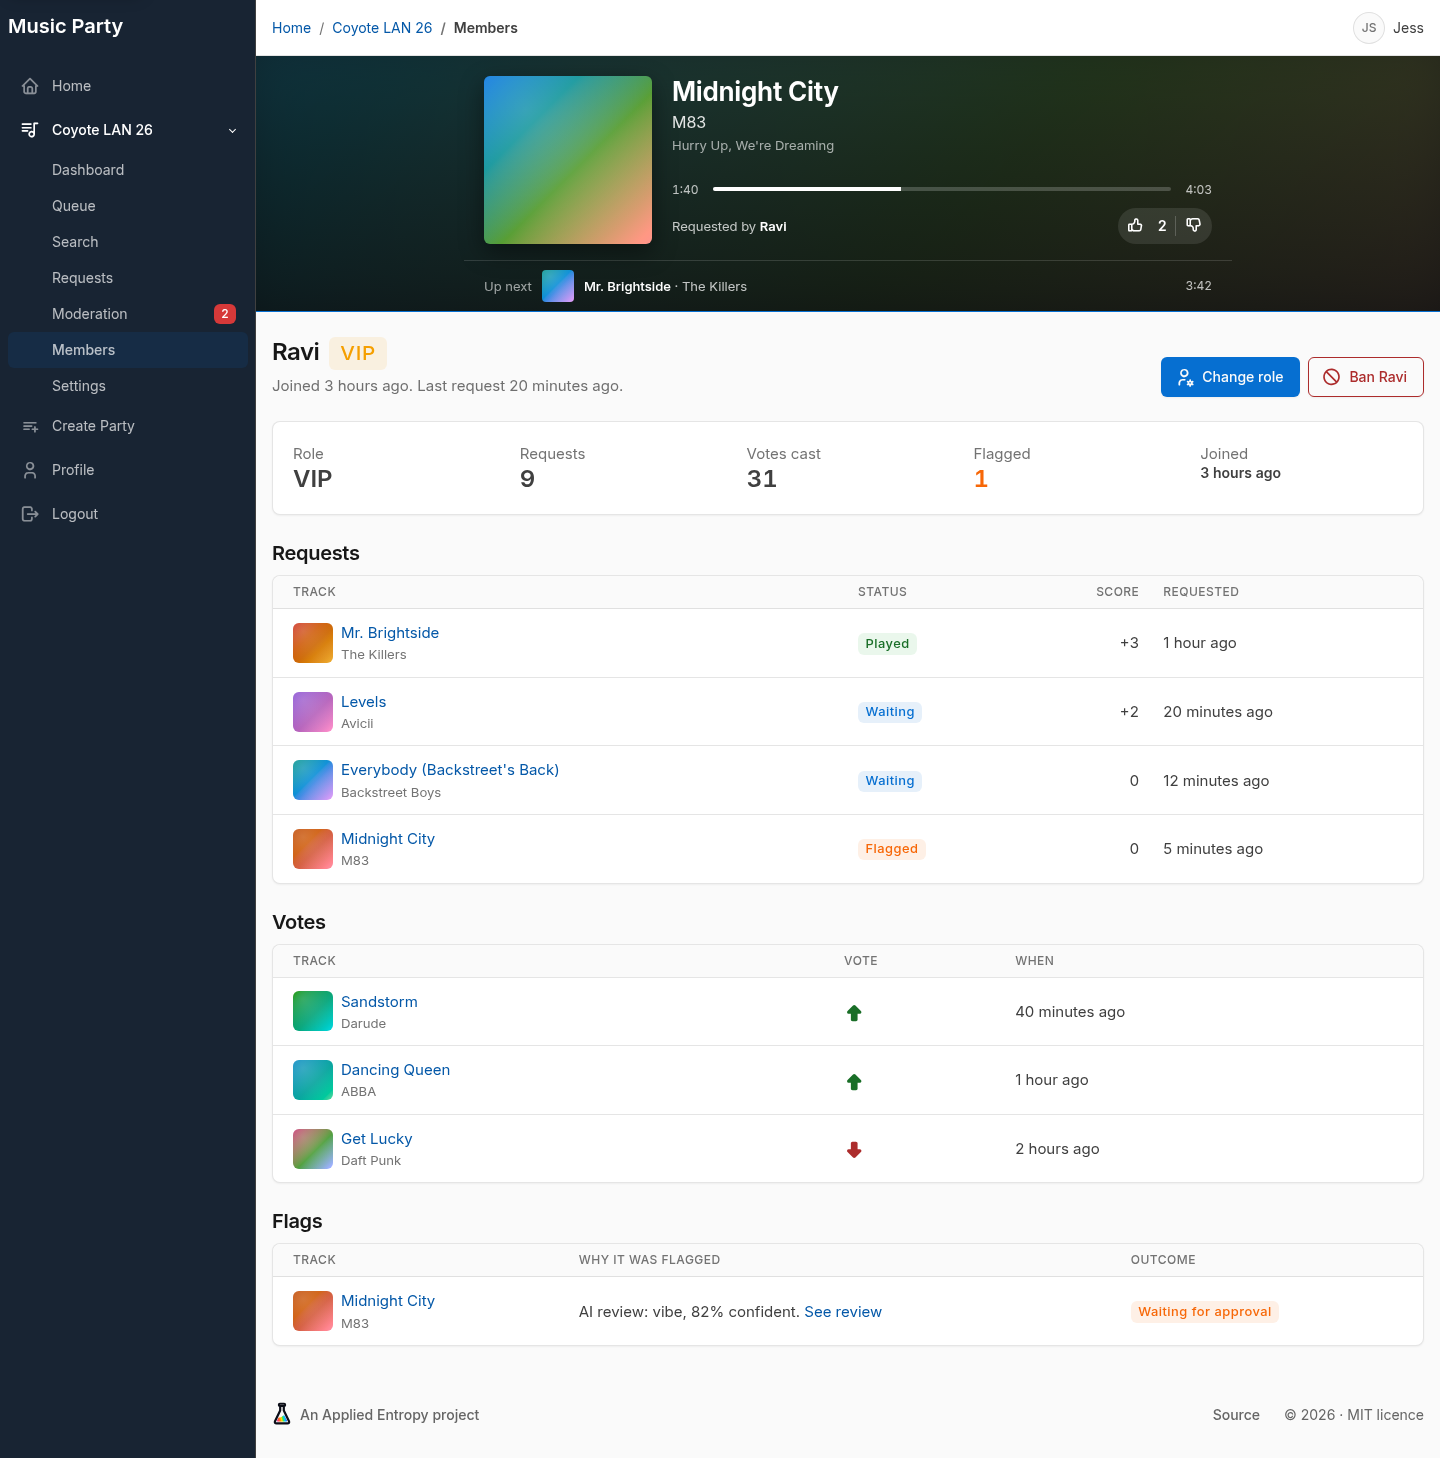 Music Party
Home
Coyote LAN 26
Dashboard
Queue
Search
Requests
Moderation 2
Members
Settings
Create Party
Profile
Logout
Home / Coyote LAN 26 / Members
JS Jess
Midnight City
M83
Hurry Up, We're Dreaming
1:40 4:03
Requested by Ravi 2
Up next Mr. Brightside · The Killers 3:42
Ravi VIP
Joined 3 hours ago. Last request 20 minutes ago.
Change role Ban Ravi
Role Requests Votes cast Flagged Joined
VIP 9 31 1 3 hours ago
Requests
TRACK STATUS SCORE REQUESTED
Mr. Brightside
The Killers
Played +3 1 hour ago
Levels
Avicii
Waiting +2 20 minutes ago
Everybody (Backstreet's Back)
Backstreet Boys
Waiting 0 12 minutes ago
Midnight City
M83
Flagged 0 5 minutes ago
Votes
TRACK VOTE WHEN
Sandstorm
Darude
40 minutes ago
Dancing Queen
ABBA
1 hour ago
Get Lucky
Daft Punk
2 hours ago
Flags
TRACK WHY IT WAS FLAGGED OUTCOME
Midnight City
M83
AI review: vibe, 82% confident. See review Waiting for approval
An Applied Entropy project Source © 2026 · MIT licence